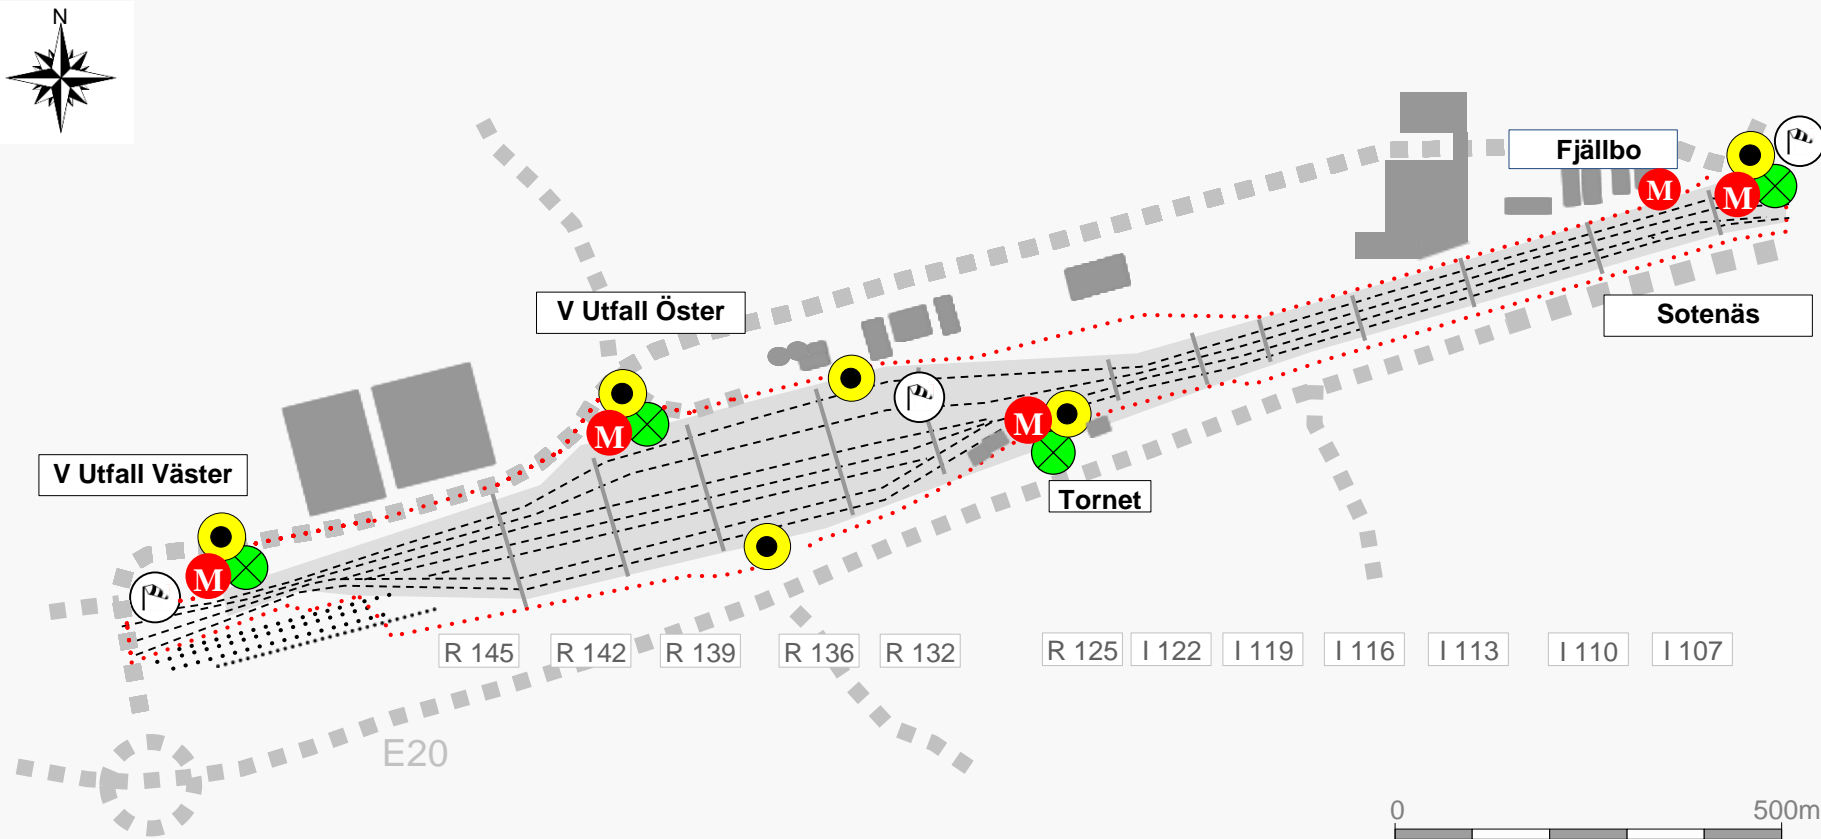 N
Fjällbo
M
M
V Utfall Öster
Sotenäs
M
M
V Utfall Väster
Tornet
M
R 145
R 142
R 139
R 136
R 132
R 125
I 122
I 119
I 116
I 113
I 110
I 107
E20
0
500m